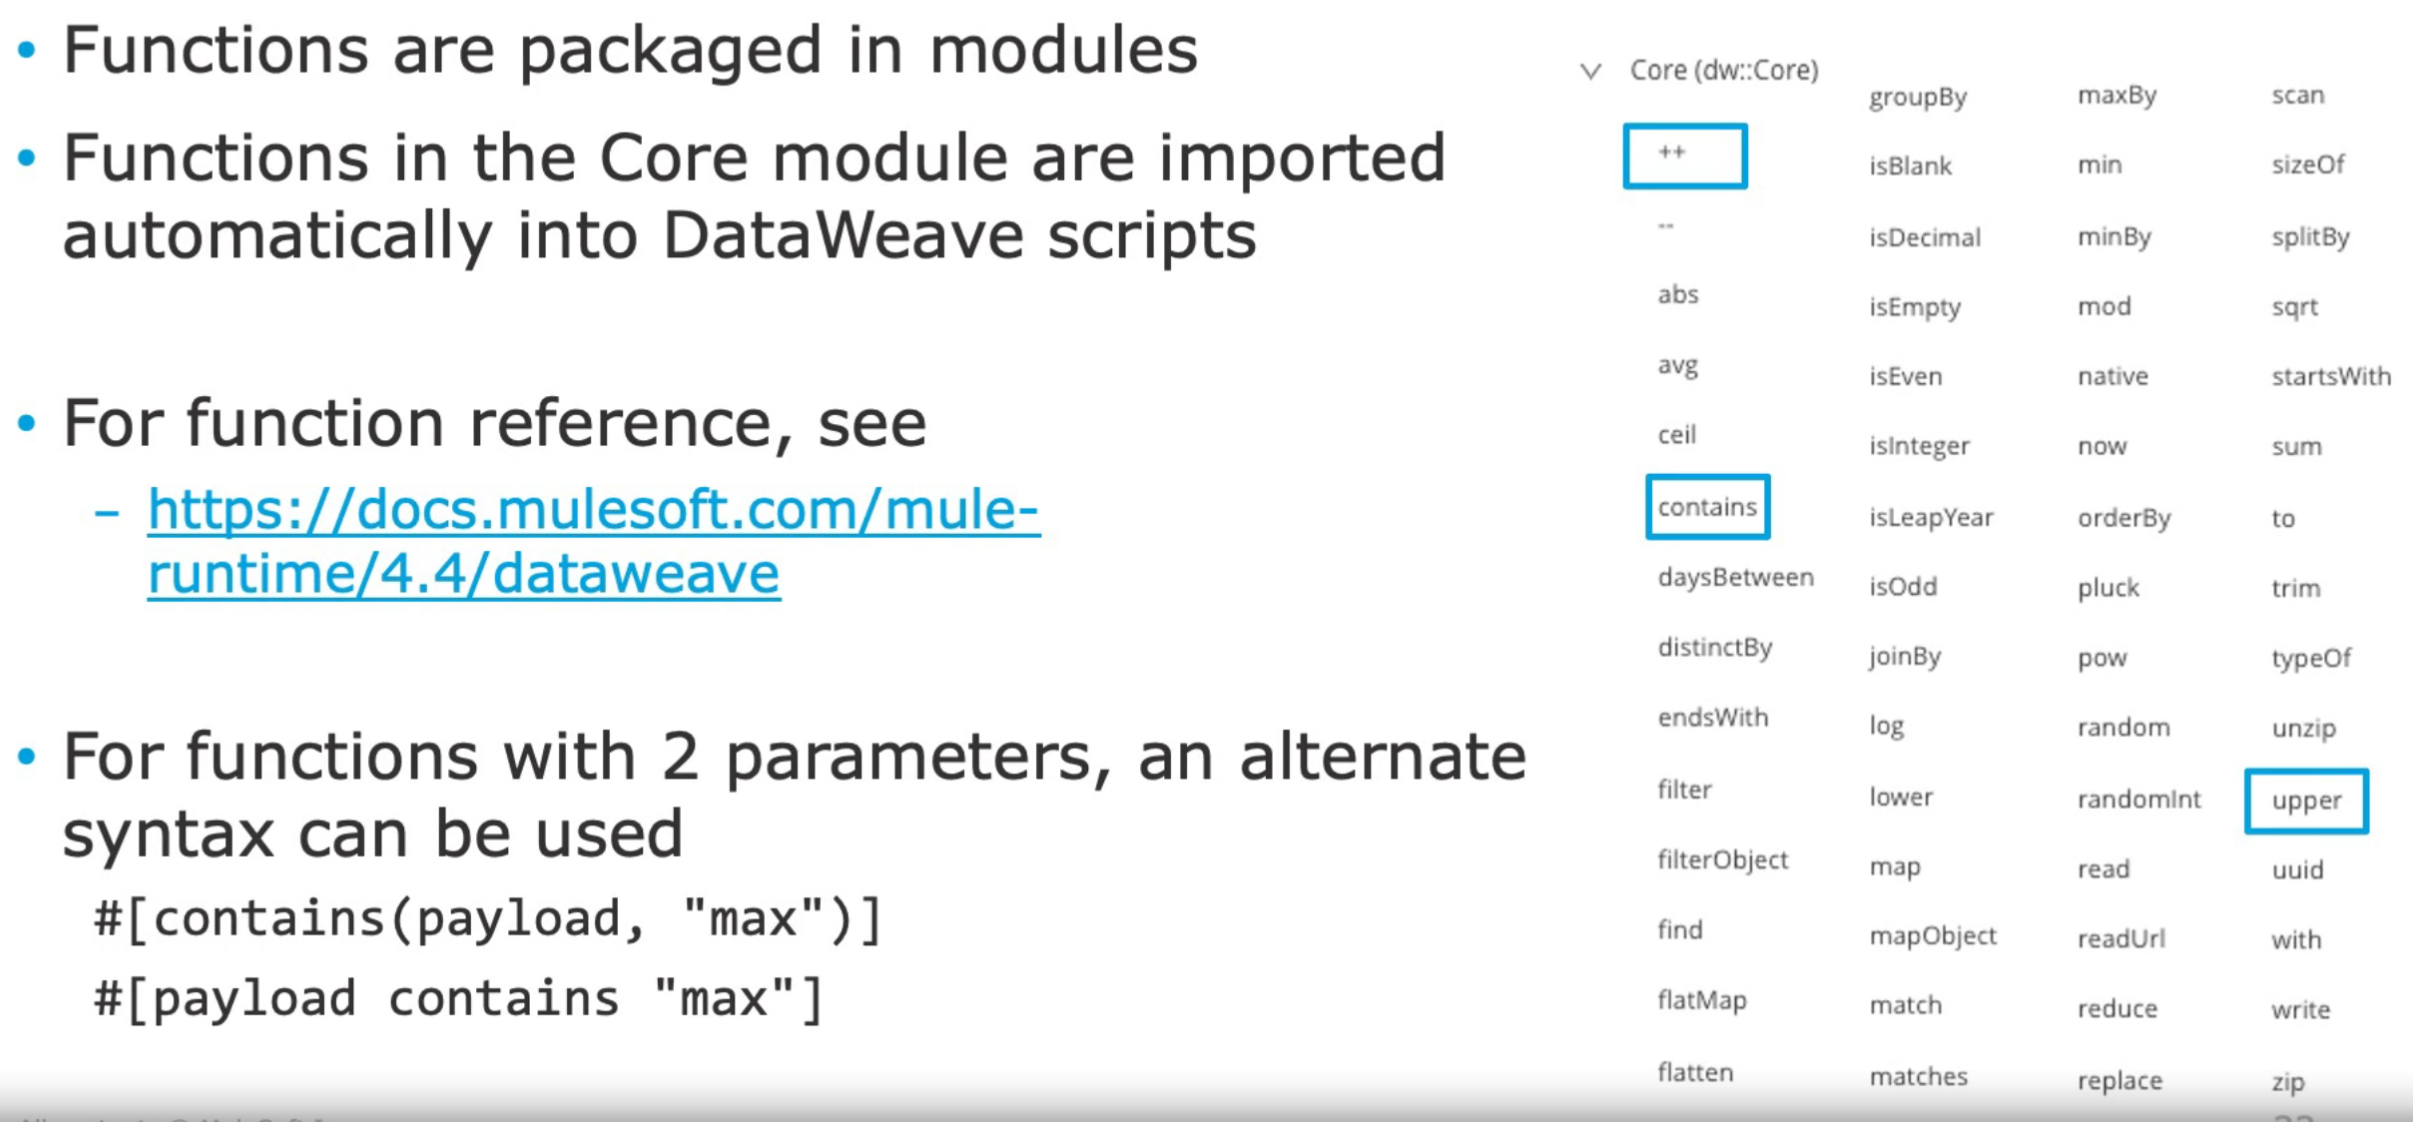 • Functions are packaged in modules
• Functions in the Core module are imported
automatically into DataWeave scripts
• For function reference, see
– https://docs.mulesoft.com/mule-
runtime/4.4/dataweave
• For functions with 2 parameters, an alternate
syntax can be used
#[contains(payload, "max")]
#[payload contains "max"]
Core (dw::Core)
++
--
abs
avg
ceil
contains
daysBetween
distinctBy
endsWith
filter
filterObject
find
flatMap
flatten
groupBy
isBlank
isDecimal
isEmpty
isEven
isInteger
isLeapYear
isOdd
joinBy
log
lower
map
mapObject
match
matches
maxBy
min
minBy
mod
native
now
orderBy
pluck
pow
random
randomInt
read
readUrl
reduce
replace
scan
sizeOf
splitBy
sqrt
startsWith
sum
to
trim
typeOf
unzip
upper
uuid
with
write
zip